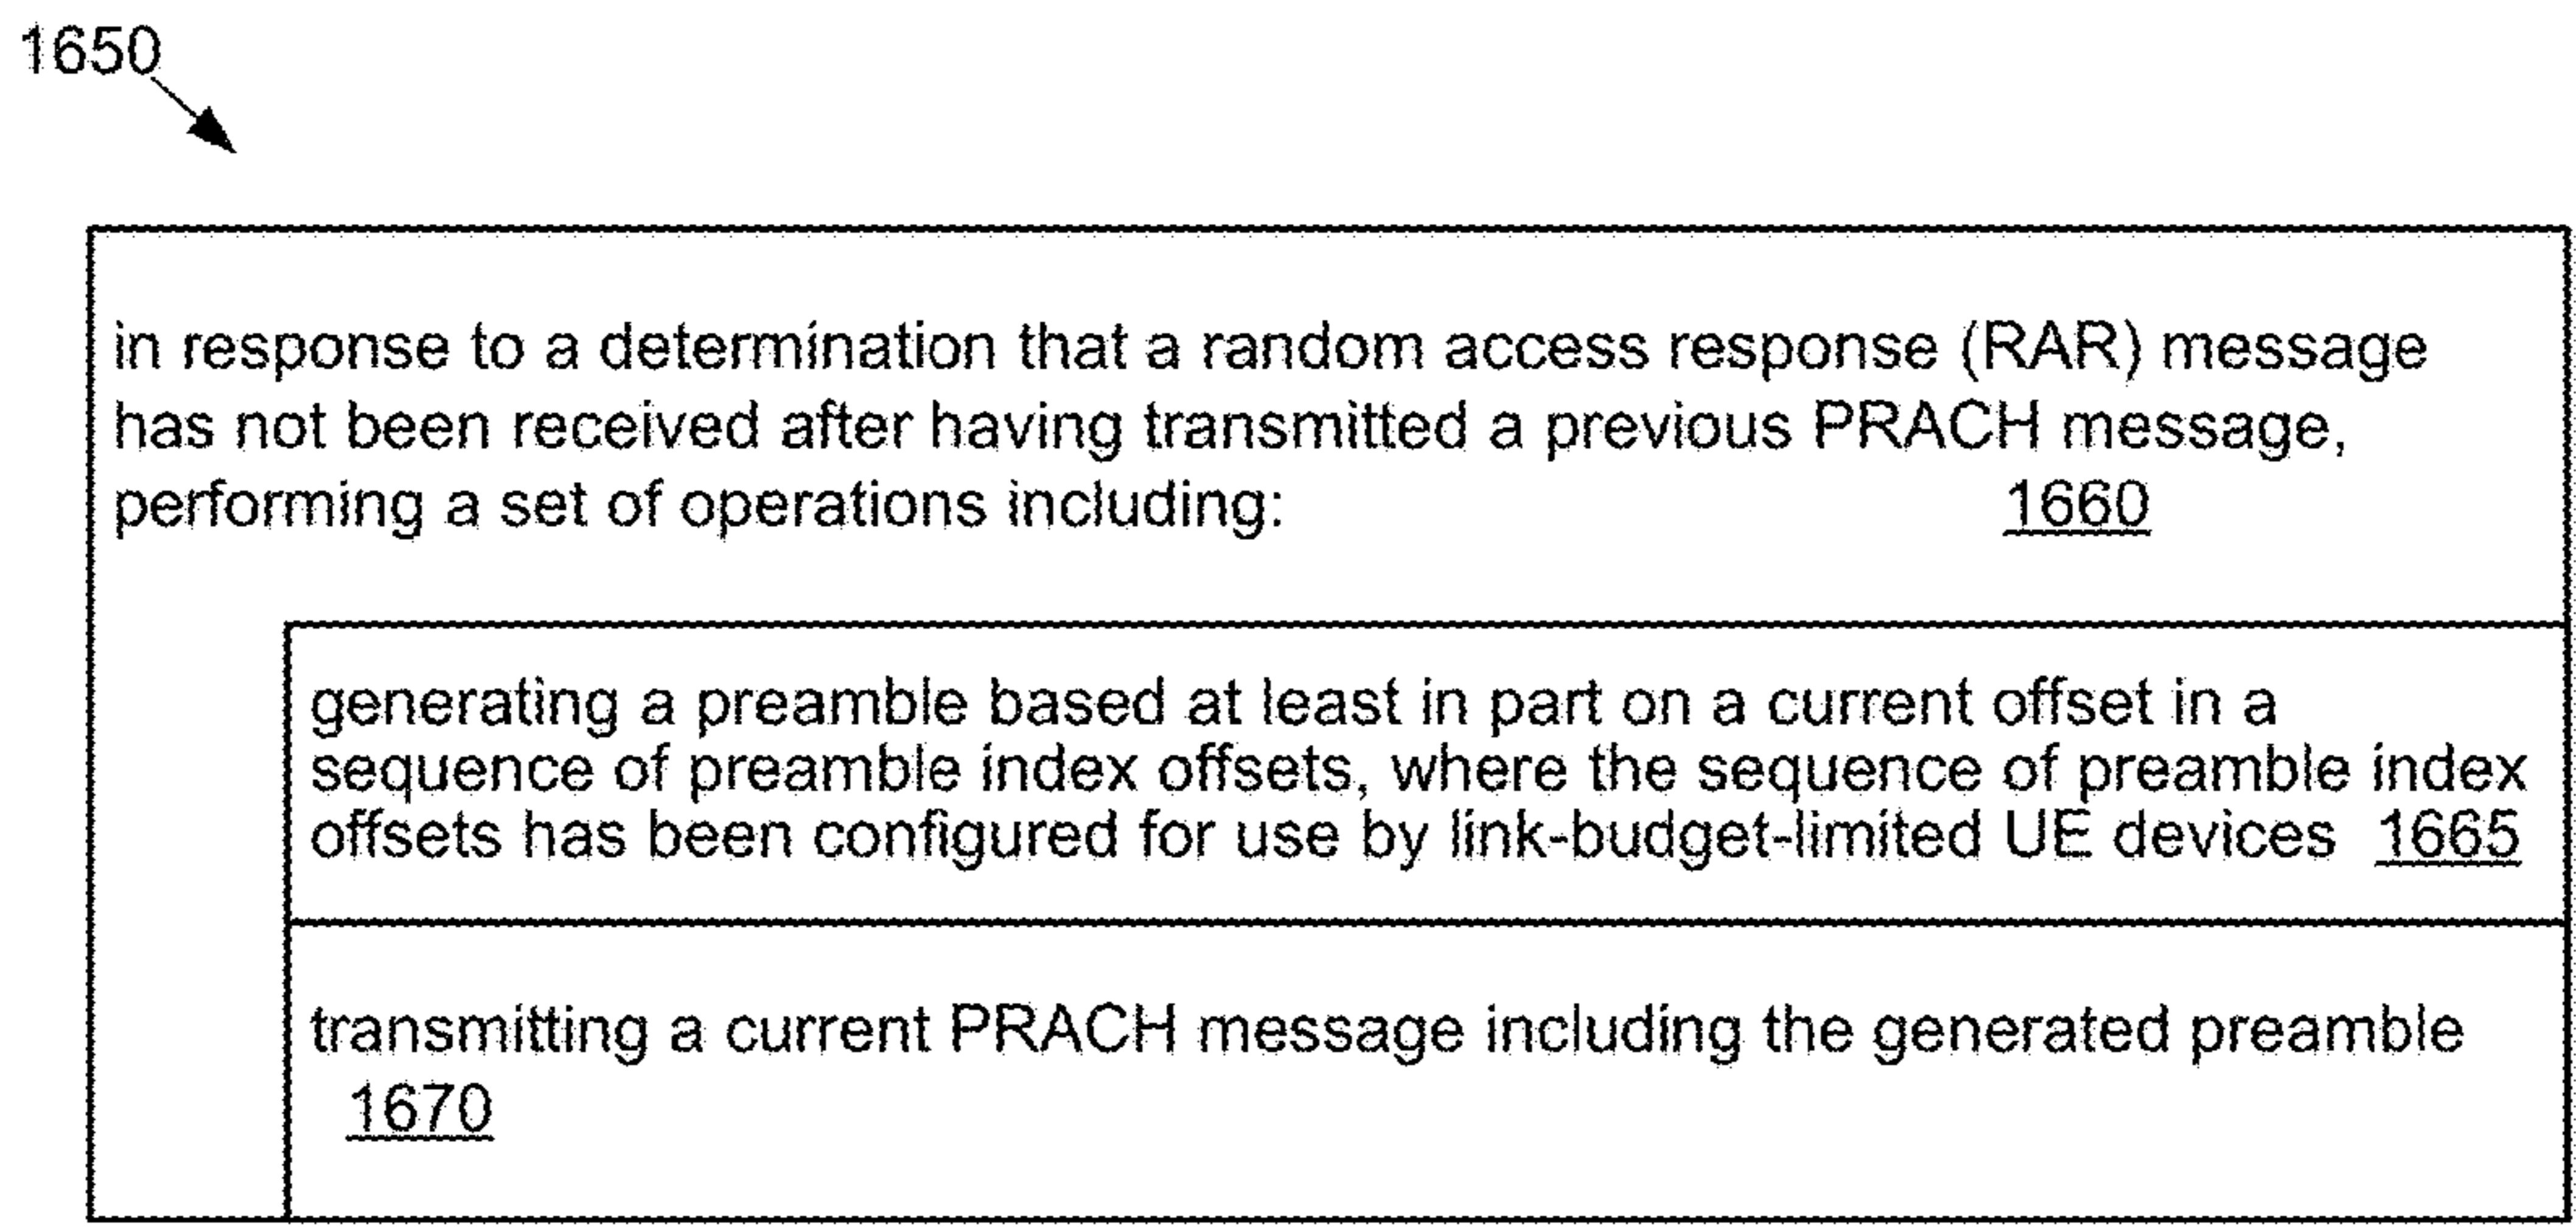 1650
in response to a determination that a random access response (RAR) message
has not been received after having transmitted a previous PRACH message,
performing a set of operations including: 1660
generating a preamble based at least in part on a current offset in a
sequence of preamble index offsets, where the sequence of preamble index
offsets has been configured for use by link-budget-limited UE devices 1665
transmitting a current PRACH message including the generated preamble
1670